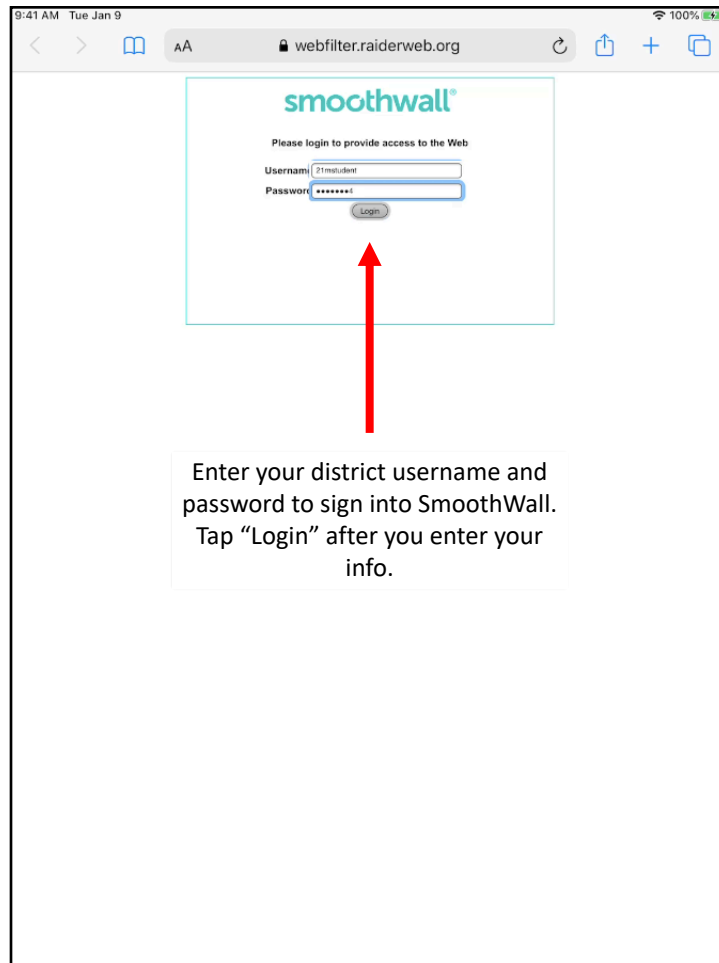 9:41 AM Tue Jan 9 100%
AA webfilter.raiderweb.org
smoothwall®
Please login to provide access to the Web
Usernam 21mstudent
Passwor •••••••4
Login
Enter your district username and
password to sign into SmoothWall.
Tap “Login” after you enter your
info.